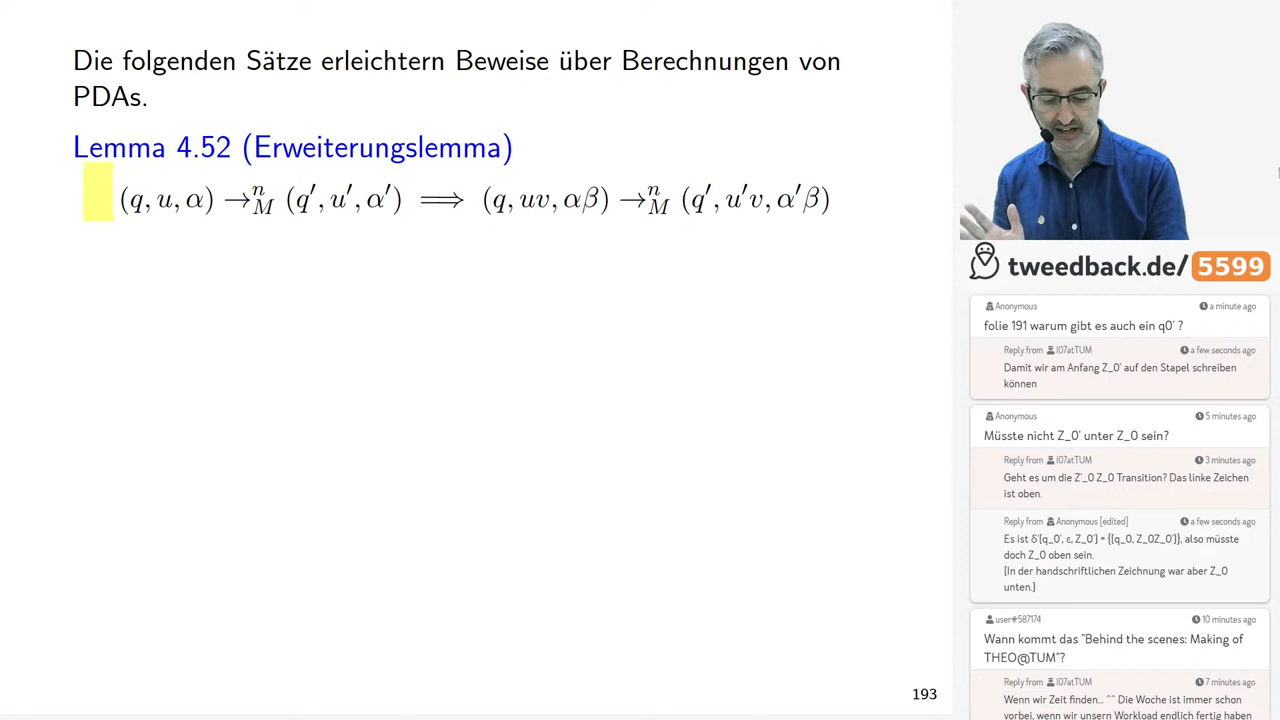 Die folgenden Sätze erleichtern Beweise über Berechnungen von
PDAs.
Lemma 4.52 (Erweiterungslemma)
(q, u, α) →ⁿ_M (q′, u′, α′) ⟹ (q, uv, αβ) →ⁿ_M (q′, u′v, α′β)
193
tweedback.de/ 5599
Anonymous a minute ago
folie 191 warum gibt es auch ein q0' ?
Reply from I07atTUM a few seconds ago
Damit wir am Anfang Z_0' auf den Stapel schreiben
können
Anonymous 5 minutes ago
Müsste nicht Z_0' unter Z_0 sein?
Reply from I07atTUM 3 minutes ago
Geht es um die Z'_0 Z_0 Transition? Das linke Zeichen
ist oben.
Reply from Anonymous [edited] a few seconds ago
Es ist δ'(q_0', ε, Z_0') = {(q_0, Z_0Z_0')}, also müsste
doch Z_0 oben sein.
(In der handschriftlichen Zeichnung war aber Z_0
unten.)
user#587174 10 minutes ago
Wann kommt das "Behind the scenes: Making of
THEO@TUM"?
Reply from I07atTUM 7 minutes ago
Wenn wir Zeit finden... ^^ Die Woche ist immer schon
vorbei, wenn wir unsern Workload endlich fertig haben